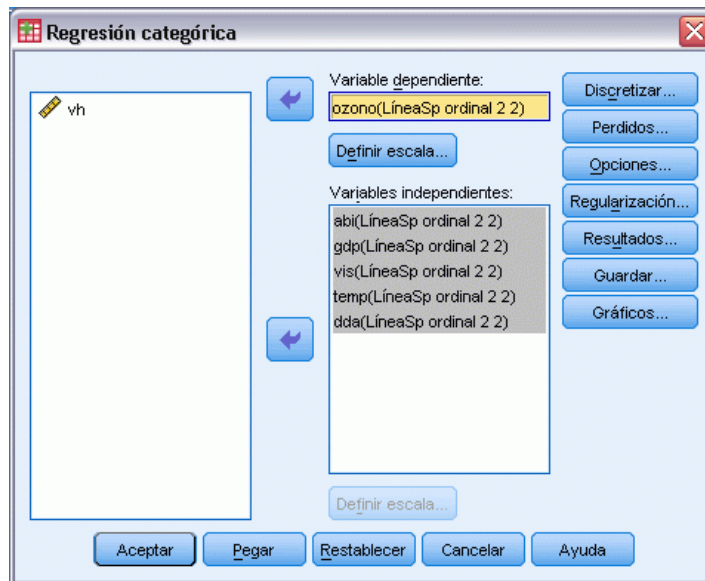 Regresión categórica
vh
Variable dependiente:
ozono(LíneaSp ordinal 2 2)
Definir escala...
Variables independientes:
abi(LíneaSp ordinal 2 2)
gdp(LíneaSp ordinal 2 2)
vis(LíneaSp ordinal 2 2)
temp(LíneaSp ordinal 2 2)
dda(LíneaSp ordinal 2 2)
Definir escala...
Discretizar...
Perdidos...
Opciones...
Regularización...
Resultados...
Guardar...
Gráficos...
Aceptar
Pegar
Restablecer
Cancelar
Ayuda